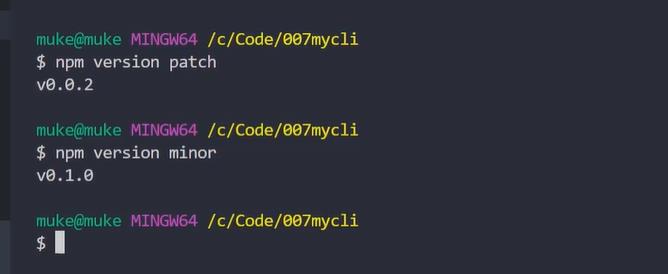 muke@muke MINGW64 /c/Code/007mycli
$ npm version patch
v0.0.2
muke@muke MINGW64 /c/Code/007mycli
$ npm version minor
v0.1.0
muke@muke MINGW64 /c/Code/007mycli
$